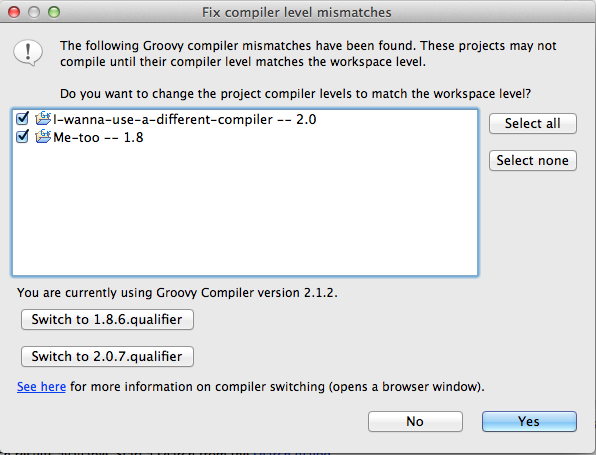 Fix compiler level mismatches
The following Groovy compiler mismatches have been found. These projects may not
compile until their compiler level matches the workspace level.
Do you want to change the project compiler levels to match the workspace level?
I-wanna-use-a-different-compiler -- 2.0
Me-too -- 1.8
Select all
Select none
You are currently using Groovy Compiler version 2.1.2.
Switch to 1.8.6.qualifier
Switch to 2.0.7.qualifier
See here for more information on compiler switching (opens a browser window).
No
Yes